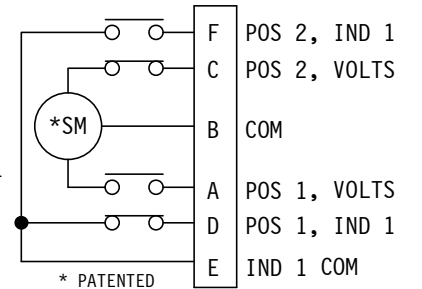 F POS 2, IND 1
C POS 2, VOLTS
*SM B COM
A POS 1, VOLTS
D POS 1, IND 1
E IND 1 COM
* PATENTED